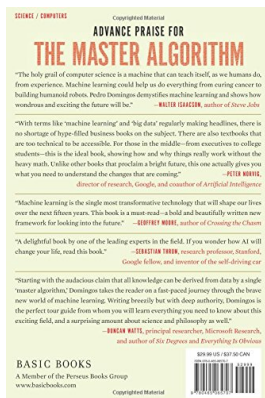 Copyrighted Material
SCIENCE / COMPUTERS
ADVANCE PRAISE FOR
THE MASTER ALGORITHM
"The holy grail of computer science is a machine that can teach itself, as we humans do,
from experience. Machine learning could help us do everything from curing cancer to
building humanoid robots. Pedro Domingos demystifies machine learning and shows how
wondrous and exciting the future will be." —WALTER ISAACSON, author of Steve Jobs
"With terms like 'machine learning' and 'big data' regularly making headlines, there is
no shortage of hype-filled business books on the subject. There are also textbooks that
are too technical to be accessible. For those in the middle—from executives to college
students—this is the ideal book, showing how and why things really work without the
heavy math. Unlike other books that proclaim a bright future, this one actually gives you
what you need to understand the changes that are coming." —PETER NORVIG,
director of research, Google, and coauthor of Artificial Intelligence
"Machine learning is the single most transformative technology that will shape our lives
over the next fifteen years. This book is a must-read—a bold and beautifully written new
framework for looking into the future." —GEOFFREY MOORE, author of Crossing the Chasm
"A delightful book by one of the leading experts in the field. If you wonder how AI will
change your life, read this book." —SEBASTIAN THRUN, research professor, Stanford,
Google fellow, and inventor of the self-driving car
"Starting with the audacious claim that all knowledge can be derived from data by a single
'master algorithm,' Domingos takes the reader on a fast-paced journey through the brave
new world of machine learning. Writing breezily but with deep authority, Domingos is
the perfect tour guide from whom you will learn everything you need to know about this
exciting field, and a surprising amount about science and philosophy as well."
—DUNCAN WATTS, principal researcher, Microsoft Research,
and author of Six Degrees and Everything Is Obvious
$29.99 US / $37.50 CAN
BASIC BOOKS
A Member of the Perseus Books Group
www.basicbooks.com
Copyrighted Material